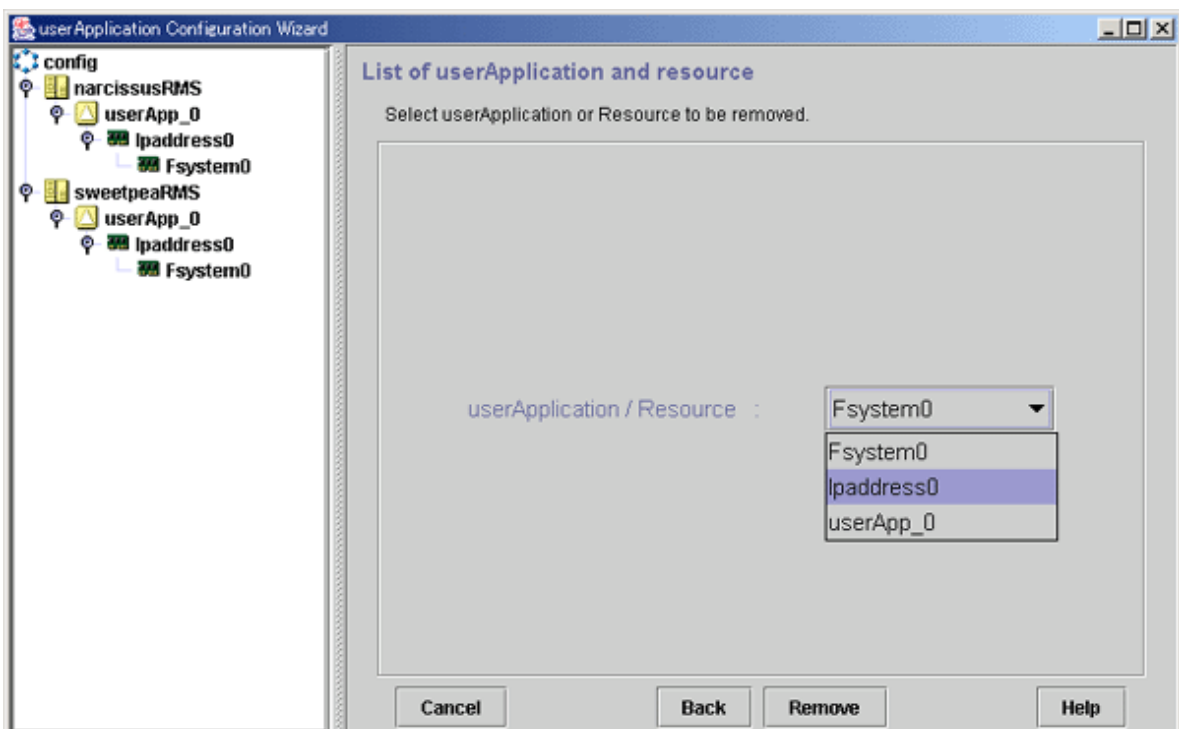 userApplication Configuration Wizard
config
narcissusRMS
userApp_0
Ipaddress0
Fsystem0
sweetpeaRMS
userApp_0
Ipaddress0
Fsystem0
List of userApplication and resource
Select userApplication or Resource to be removed.
userApplication / Resource : Fsystem0
Fsystem0
Ipaddress0
userApp_0
Cancel Back Remove Help